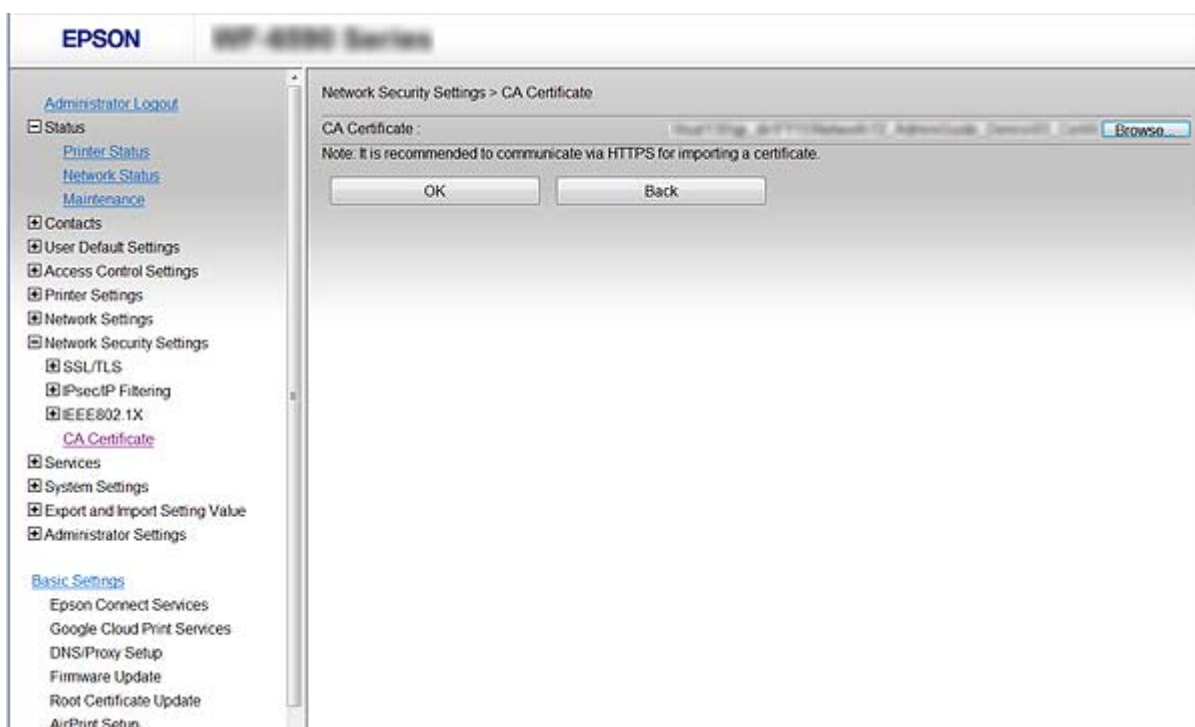 EPSON
Administrator Logout
Status
Printer Status
Network Status
Maintenance
Contacts
User Default Settings
Access Control Settings
Printer Settings
Network Settings
Network Security Settings
SSL/TLS
IPsec/IP Filtering
IEEE802.1X
CA Certificate
Services
System Settings
Export and Import Setting Value
Administrator Settings
Basic Settings
Epson Connect Services
Google Cloud Print Services
DNS/Proxy Setup
Firmware Update
Root Certificate Update
AirPrint Setup
Network Security Settings > CA Certificate
CA Certificate :
Browse...
Note: It is recommended to communicate via HTTPS for importing a certificate.
OK
Back